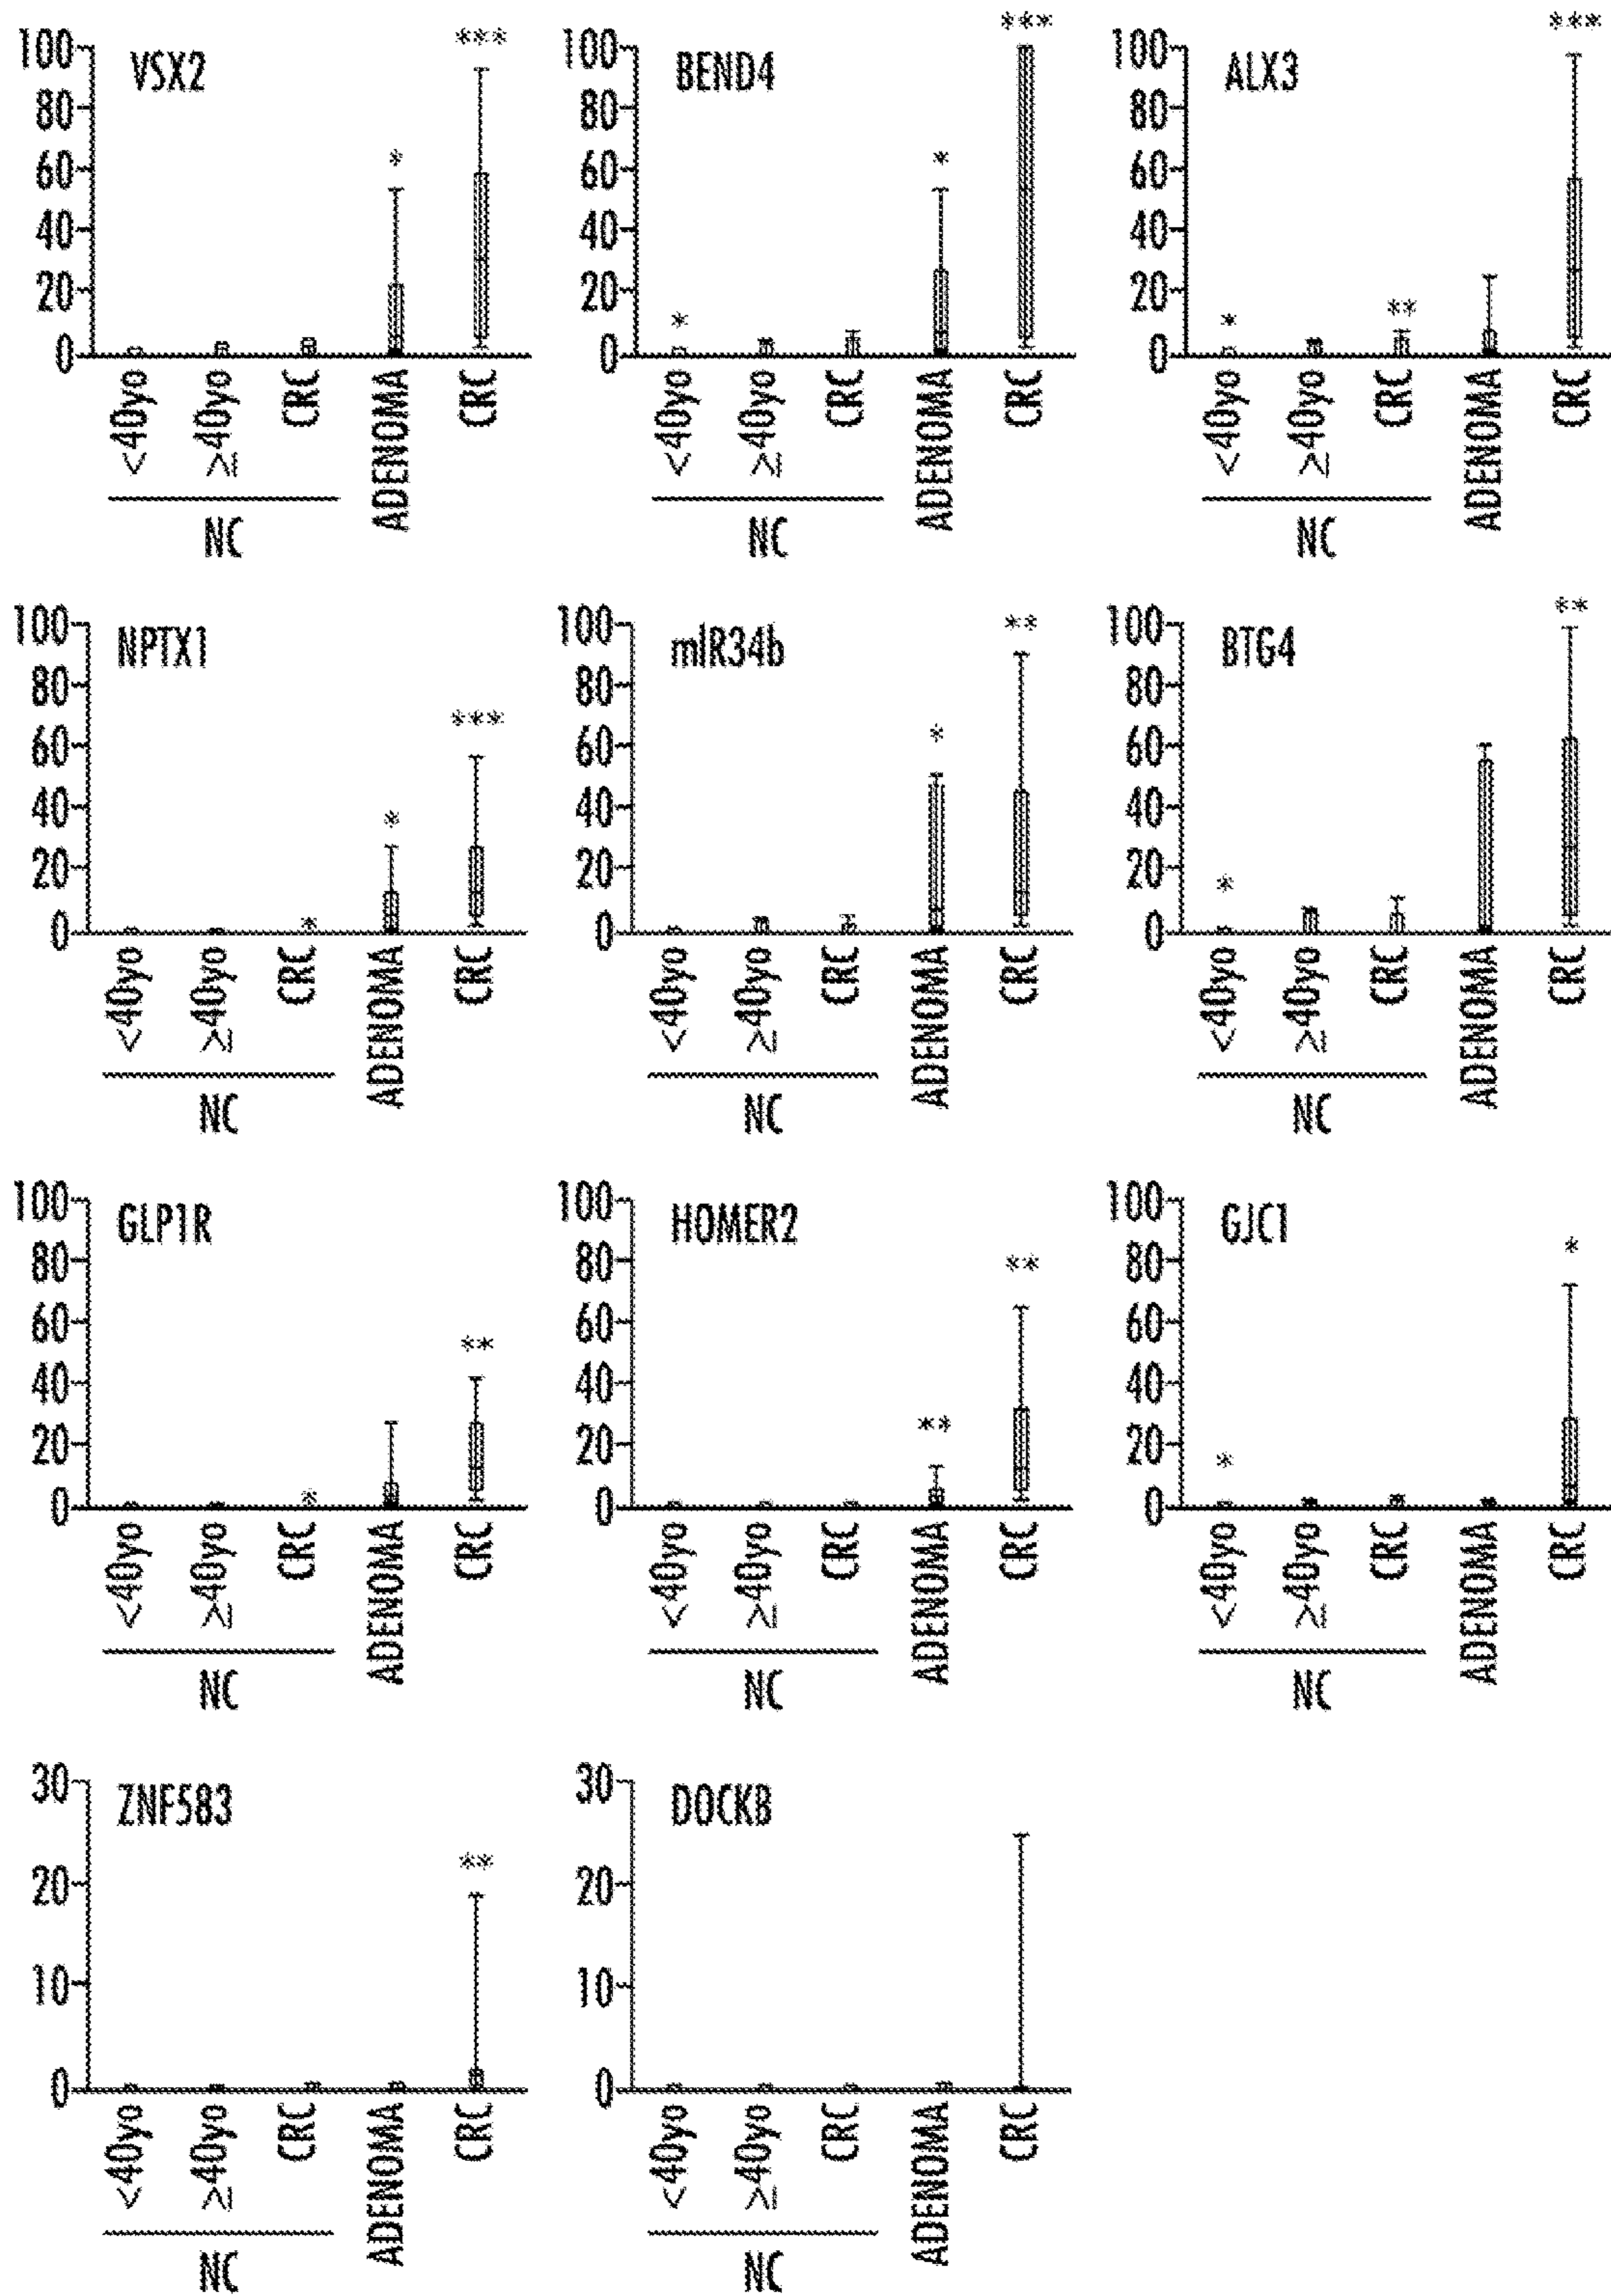 VSX2
***
*
100
80
60
40
20
0
<40yo
≥40yo
CRC
ADENOMA
CRC
NC
BEND4
***
*
*
100
80
60
40
20
0
<40yo
≥40yo
CRC
ADENOMA
CRC
NC
ALX3
***
*
**
100
80
60
40
20
0
<40yo
≥40yo
CRC
ADENOMA
CRC
NC
NPTX1
***
*
*
100
80
60
40
20
0
<40yo
≥40yo
CRC
ADENOMA
CRC
NC
mIR34b
**
*
100
80
60
40
20
0
<40yo
≥40yo
CRC
ADENOMA
CRC
NC
BTG4
**
*
100
80
60
40
20
0
<40yo
≥40yo
CRC
ADENOMA
CRC
NC
GLP1R
**
*
100
80
60
40
20
0
<40yo
≥40yo
CRC
ADENOMA
CRC
NC
HOMER2
**
**
100
80
60
40
20
0
<40yo
≥40yo
CRC
ADENOMA
CRC
NC
GJC1
*
*
100
80
60
40
20
0
<40yo
≥40yo
CRC
ADENOMA
CRC
NC
ZNF583
**
30
20
10
0
<40yo
≥40yo
CRC
ADENOMA
CRC
NC
DOCKB
30
20
10
0
<40yo
≥40yo
CRC
ADENOMA
CRC
NC